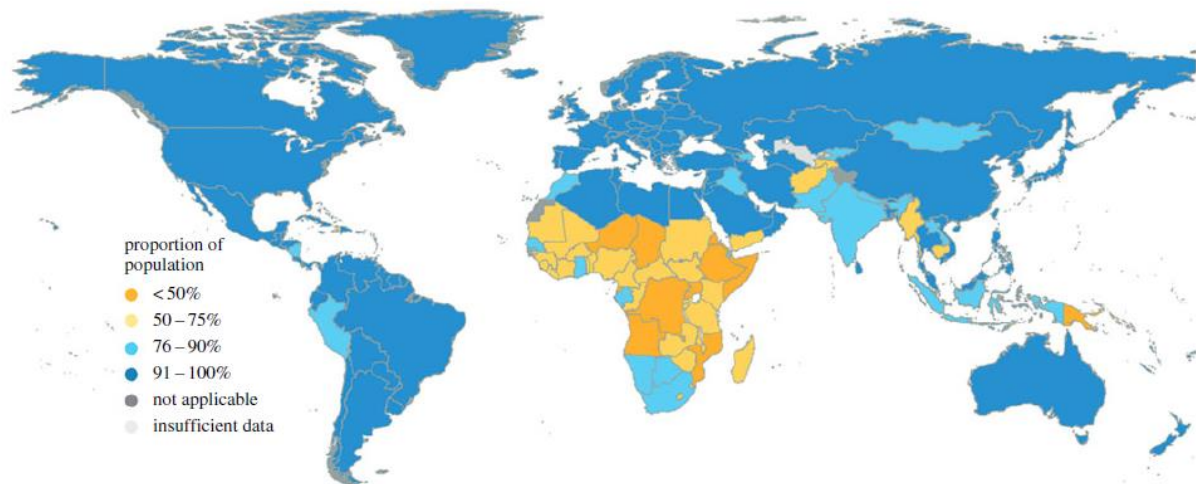 proportion of
population
< 50%
50 – 75%
76 – 90%
91 – 100%
not applicable
insufficient data